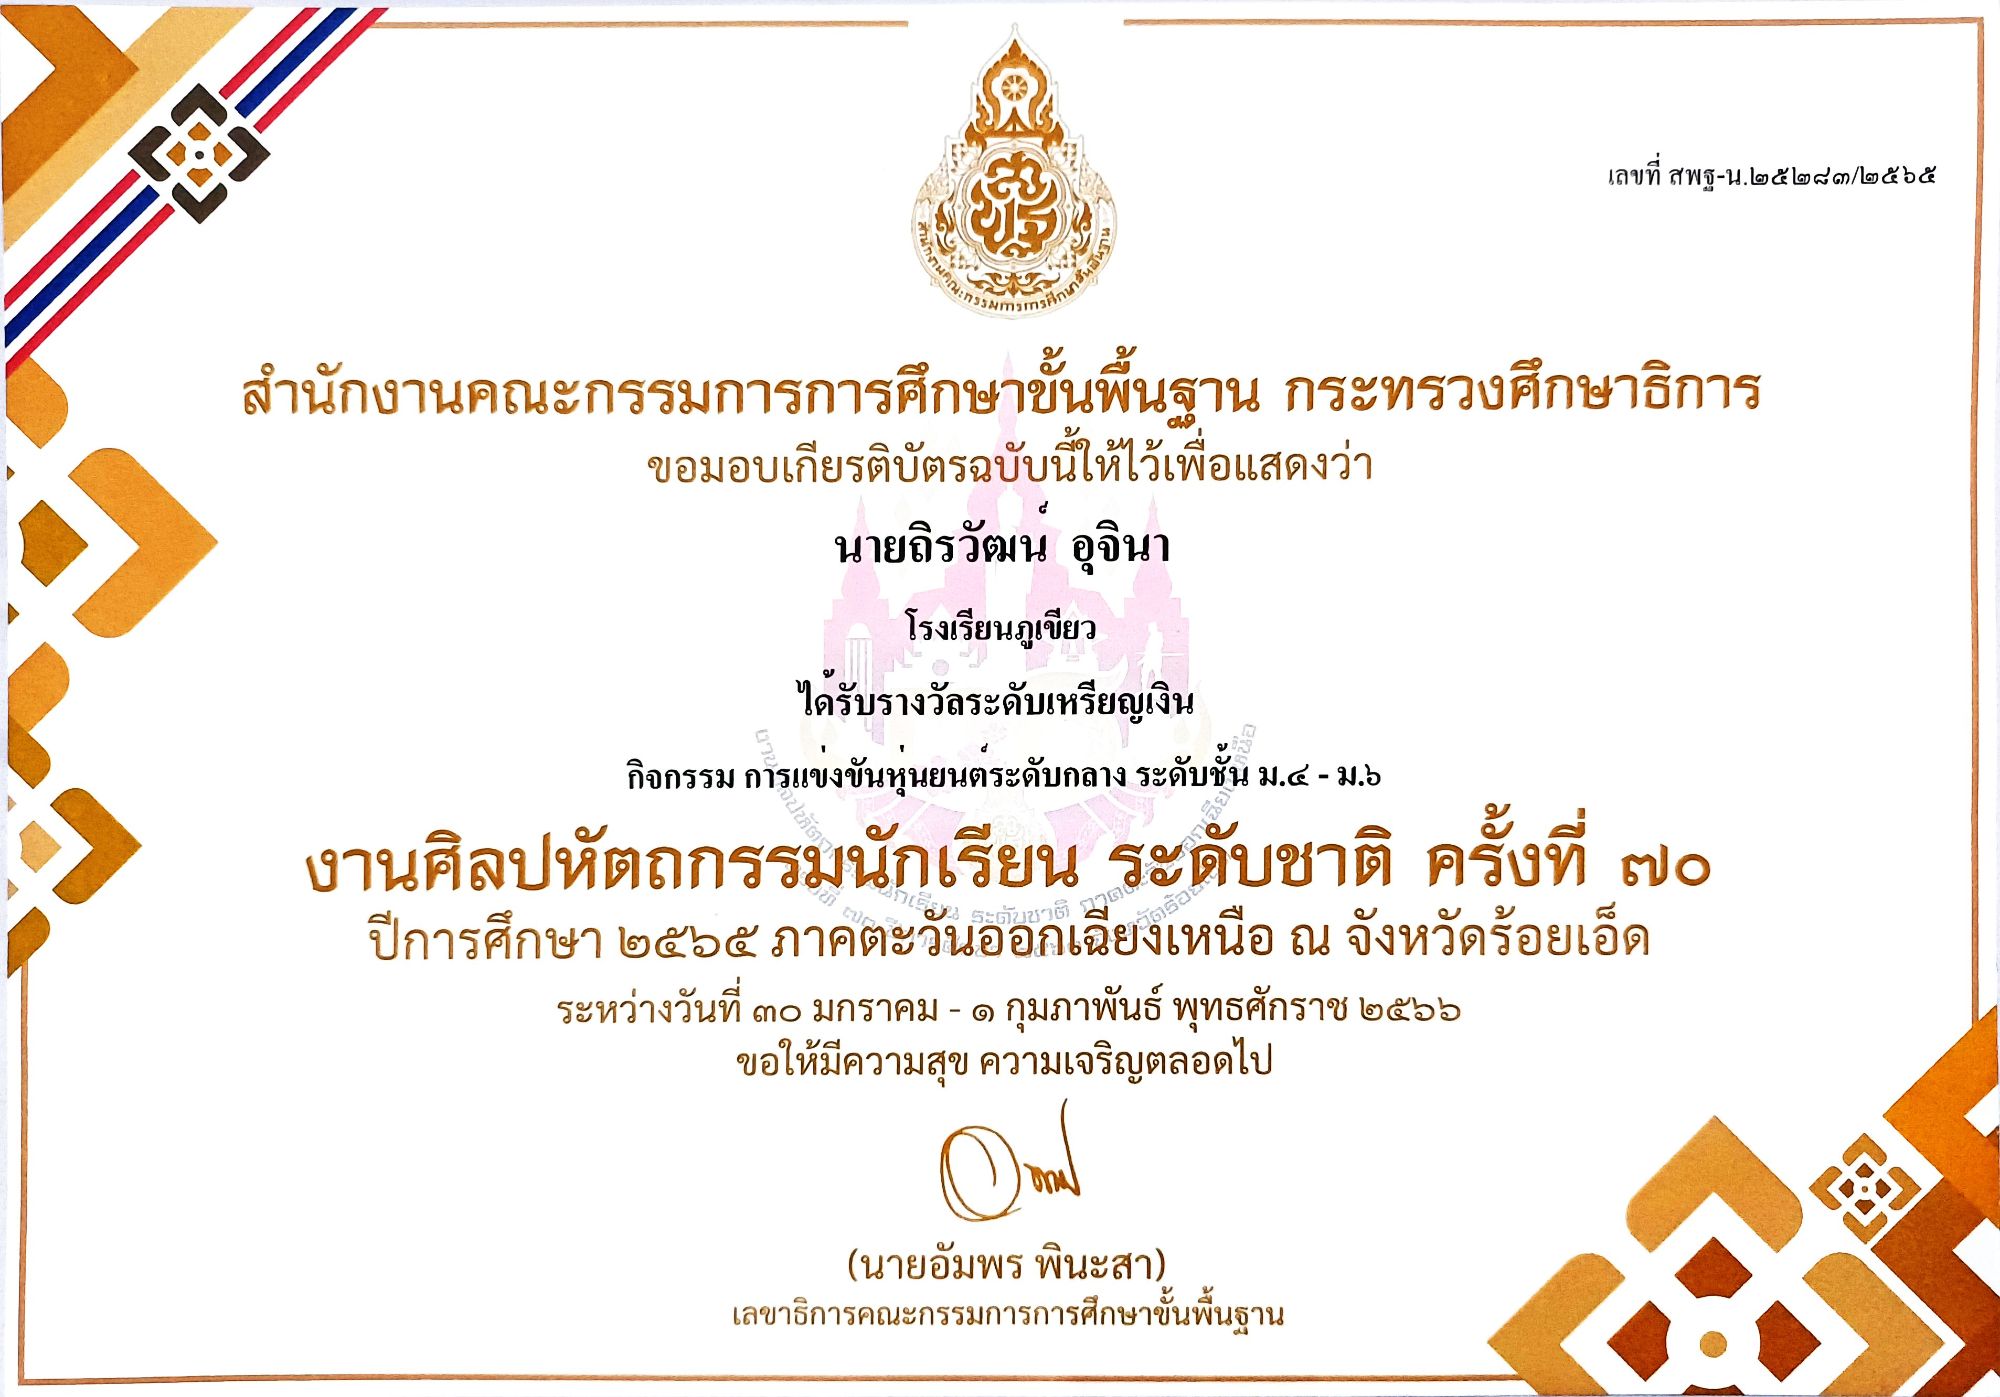 สำนักงานคณะกรรมการการศึกษาขั้นพื้นฐาน
เลขที่ สพฐ-น.๒๕๒๘๓/๒๕๖๕
สำนักงานคณะกรรมการการศึกษาขั้นพื้นฐาน กระทรวงศึกษาธิการ
ขอมอบเกียรติบัตรฉบับนี้ให้ไว้เพื่อแสดงว่า
นายถิรวัฒน์ อุจินา
โรงเรียนภูเขียว
ได้รับรางวัลระดับเหรียญเงิน
กิจกรรม การแข่งขันหุ่นยนต์ระดับกลาง ระดับชั้น ม.๔ - ม.๖
งานศิลปหัตถกรรมนักเรียน ระดับชาติ ครั้งที่ ๗๐
ปีการศึกษา ๒๕๖๕ ภาคตะวันออกเฉียงเหนือ ณ จังหวัดร้อยเอ็ด
ระหว่างวันที่ ๓๐ มกราคม - ๑ กุมภาพันธ์ พุทธศักราช ๒๕๖๖
ขอให้มีความสุข ความเจริญตลอดไป
(นายอัมพร พินะสา)
เลขาธิการคณะกรรมการการศึกษาขั้นพื้นฐาน